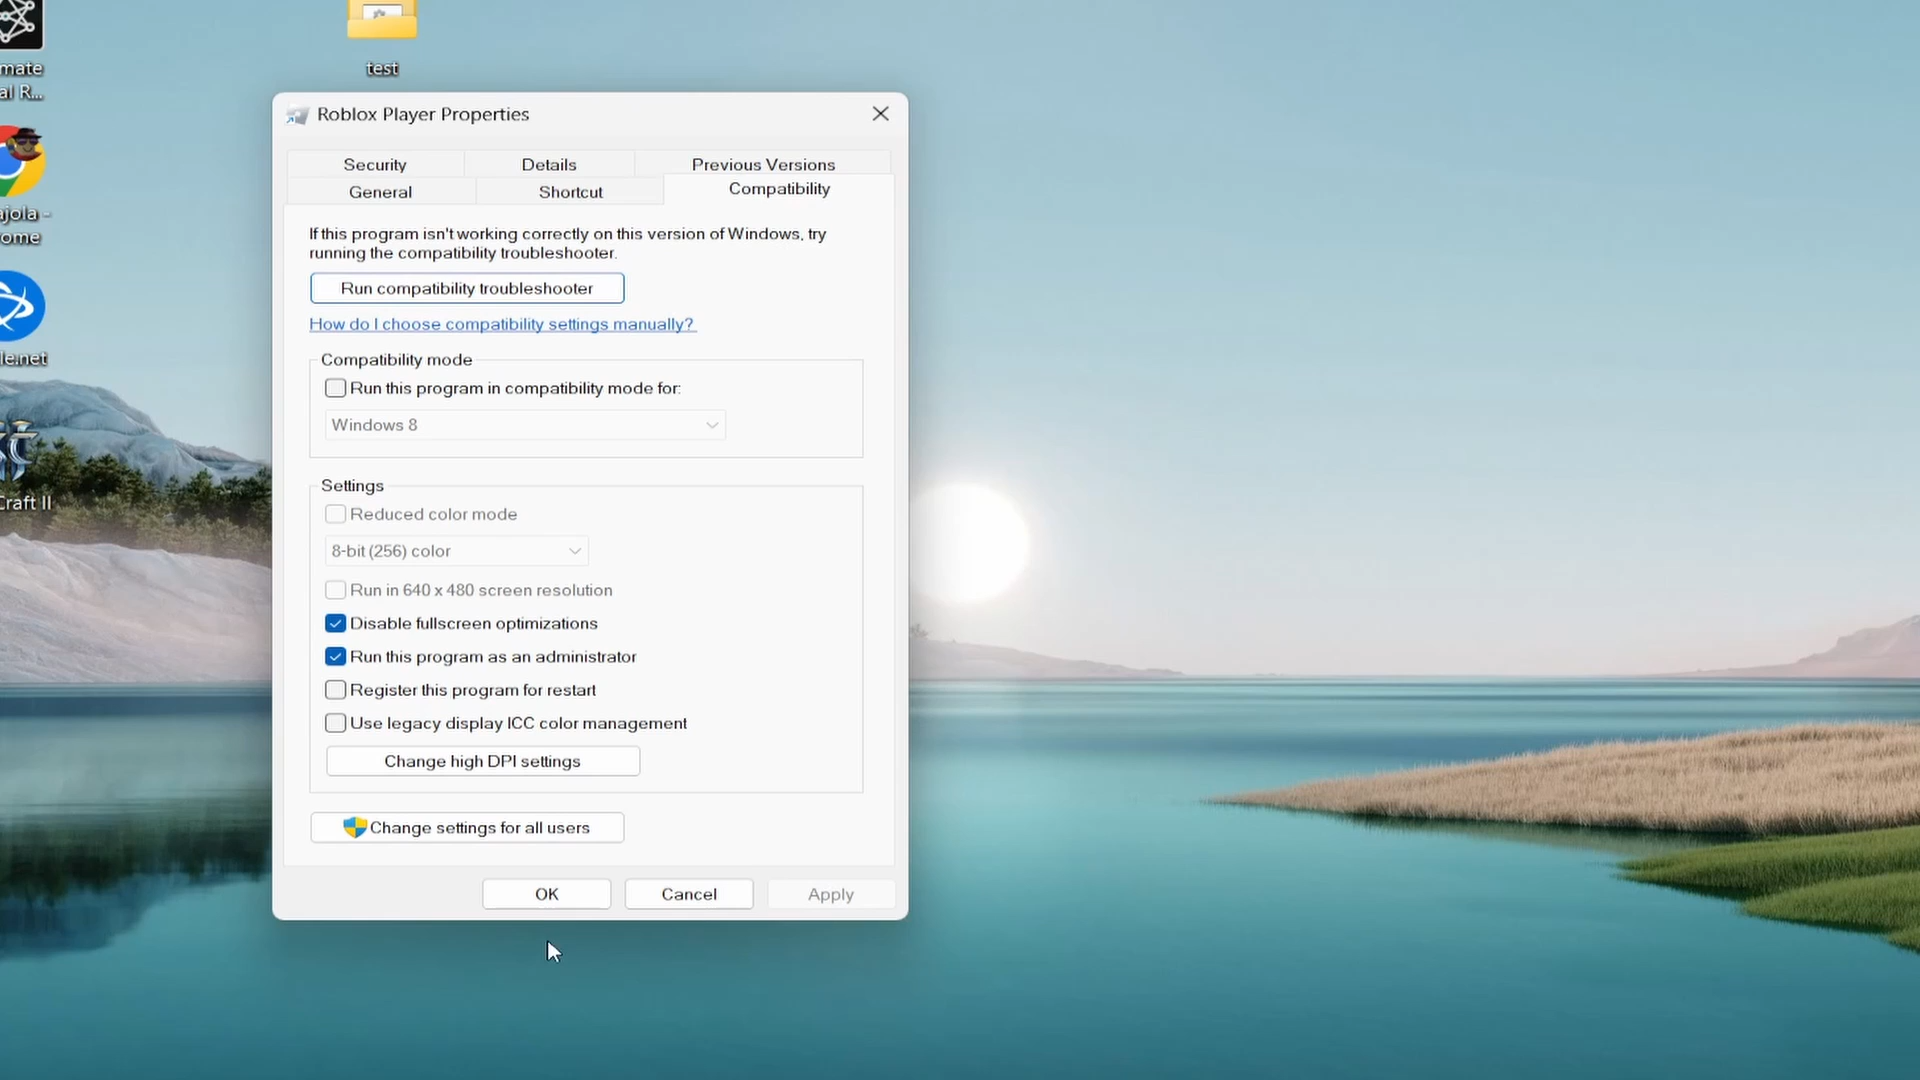 mate
al R...
test
ajola -
ome
le.net
Craft II
Roblox Player Properties
Security Details Previous Versions
General Shortcut Compatibility
If this program isn't working correctly on this version of Windows, try
running the compatibility troubleshooter.
Run compatibility troubleshooter
How do I choose compatibility settings manually?
Compatibility mode
Run this program in compatibility mode for:
Windows 8
Settings
Reduced color mode
8-bit (256) color
Run in 640 x 480 screen resolution
Disable fullscreen optimizations
Run this program as an administrator
Register this program for restart
Use legacy display ICC color management
Change high DPI settings
Change settings for all users
OK Cancel Apply